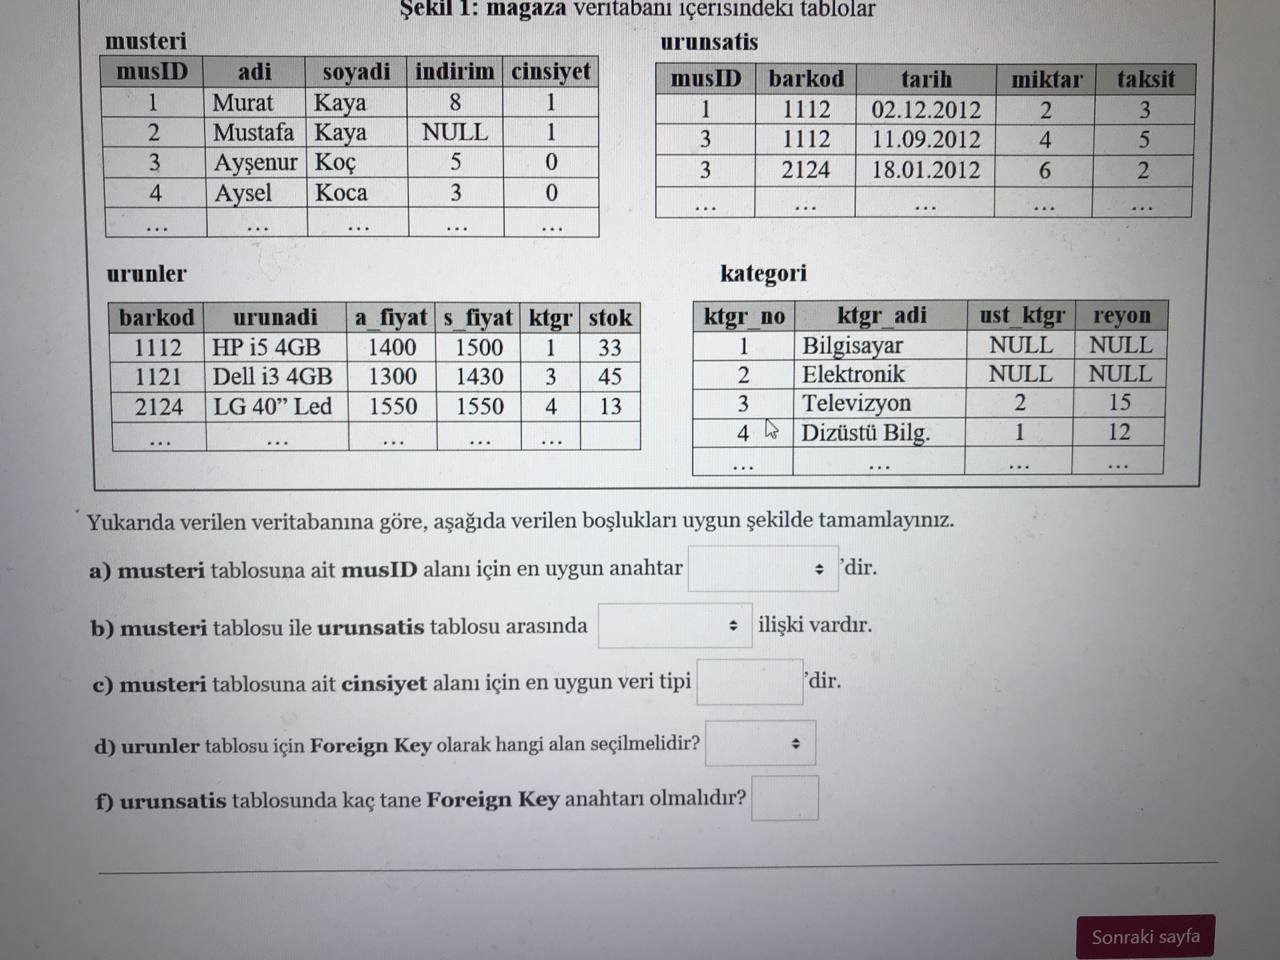 Şekil 1: magaza veritabanı içerisindeki tablolar
musteri
musID adi soyadi indirim cinsiyet
1 Murat Kaya 8 1
2 Mustafa Kaya NULL 1
3 Ayşenur Koç 5 0
4 Aysel Koca 3 0
... ... ... ... ...
urunsatis
musID barkod tarih miktar taksit
1 1112 02.12.2012 2 3
3 1112 11.09.2012 4 5
3 2124 18.01.2012 6 2
... ... ... ... ...
urunler
barkod urunadi a_fiyat s_fiyat ktgr stok
1112 HP i5 4GB 1400 1500 1 33
1121 Dell i3 4GB 1300 1430 3 45
2124 LG 40” Led 1550 1550 4 13
... ... ... ... ...
kategori
ktgr_no ktgr_adi ust_ktgr reyon
1 Bilgisayar NULL NULL
2 Elektronik NULL NULL
3 Televizyon 2 15
4 Dizüstü Bilg. 1 12
... ... ... ...
Yukarıda verilen veritabanına göre, aşağıda verilen boşlukları uygun şekilde tamamlayınız.
a) musteri tablosuna ait musID alanı için en uygun anahtar 'dir.
b) musteri tablosu ile urunsatis tablosu arasında ilişki vardır.
c) musteri tablosuna ait cinsiyet alanı için en uygun veri tipi 'dir.
d) urunler tablosu için Foreign Key olarak hangi alan seçilmelidir?
f) urunsatis tablosunda kaç tane Foreign Key anahtarı olmalıdır?
Sonraki sayfa